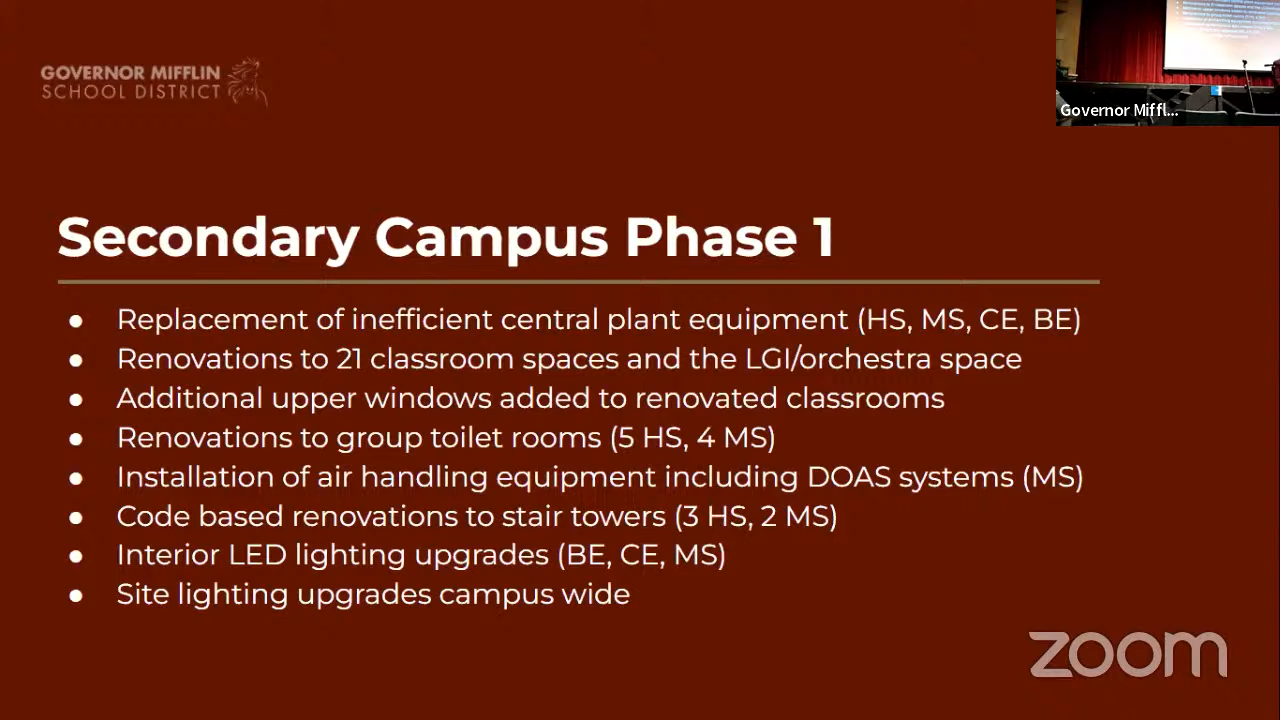 GOVERNOR MIFFLIN
SCHOOL DISTRICT
Governor Miffl...
Secondary Campus Phase 1
● Replacement of inefficient central plant equipment (HS, MS, CE, BE)
● Renovations to 21 classroom spaces and the LGI/orchestra space
● Additional upper windows added to renovated classrooms
● Renovations to group toilet rooms (5 HS, 4 MS)
● Installation of air handling equipment including DOAS systems (MS)
● Code based renovations to stair towers (3 HS, 2 MS)
● Interior LED lighting upgrades (BE, CE, MS)
● Site lighting upgrades campus wide
zoom